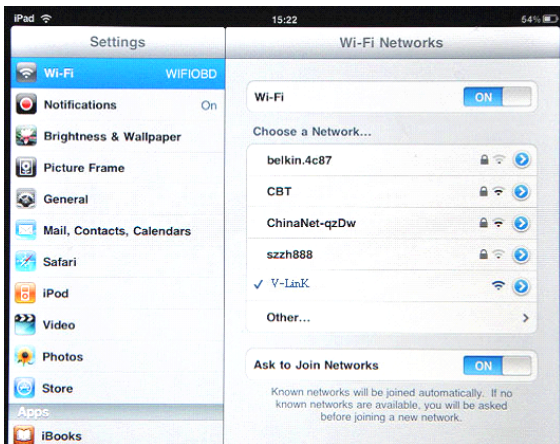 iPad 15:22 54%
Settings
Wi-Fi Networks
Wi-Fi WIFIOBD
Notifications On
Brightness & Wallpaper
Picture Frame
General
Mail, Contacts, Calendars
Safari
iPod
Video
Photos
Store
Apps
iBooks
Wi-Fi ON
Choose a Network...
belkin.4c87
CBT
ChinaNet-qzDw
szzh888
V-LinK
Other...
Ask to Join Networks ON
Known networks will be joined automatically. If no
known networks are available, you will be asked
before joining a new network.